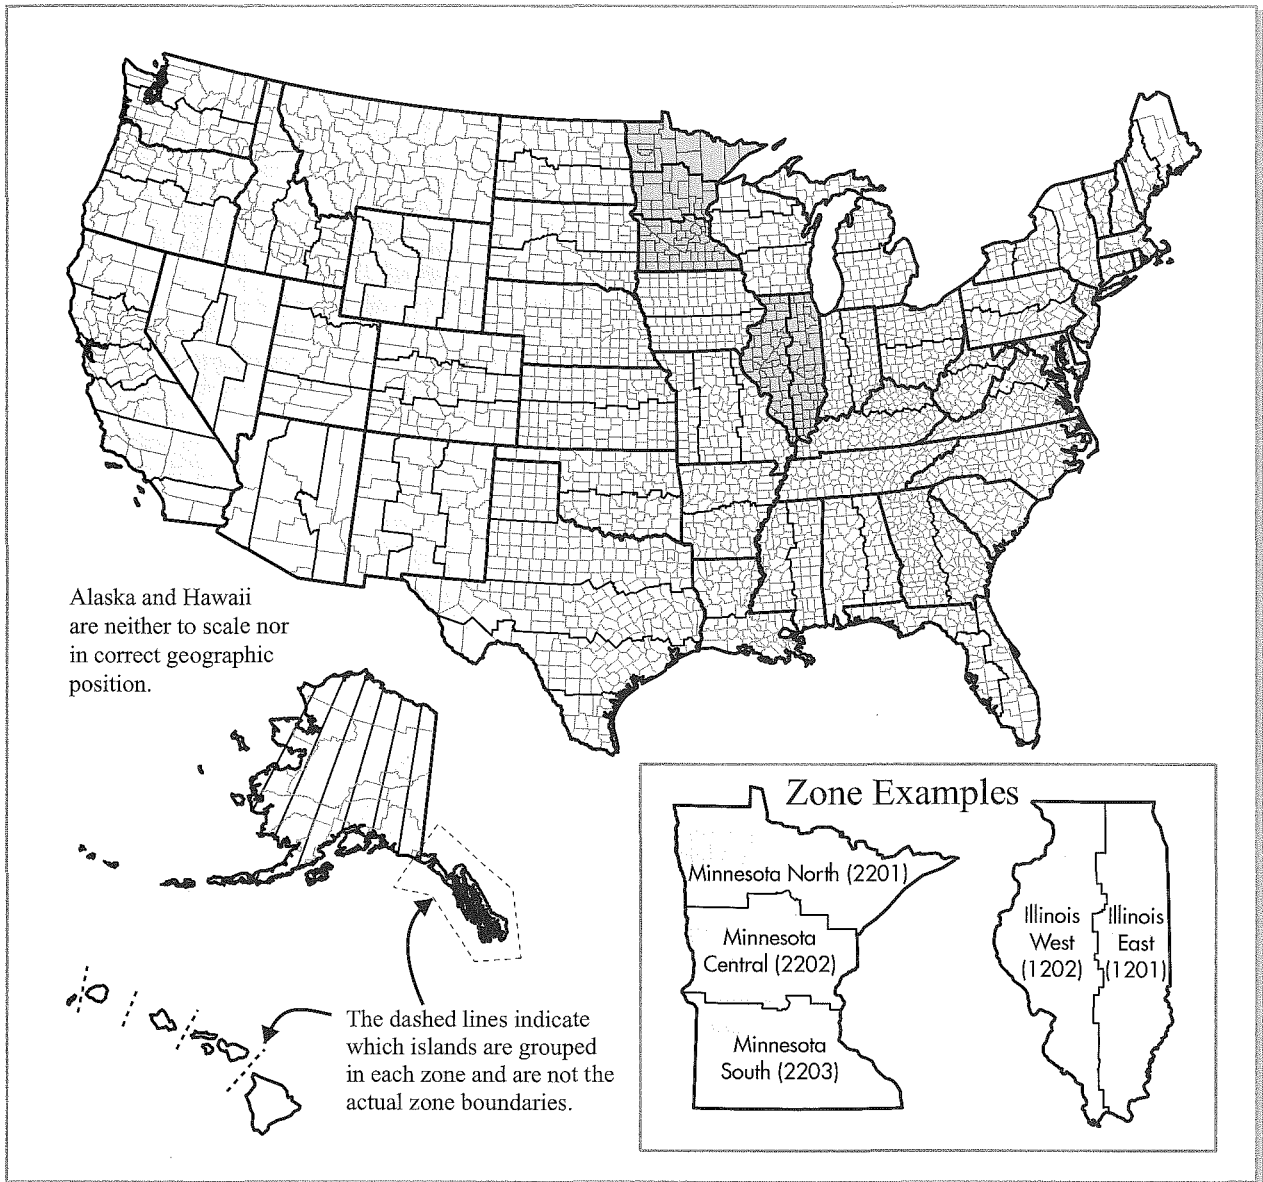 Alaska and Hawaii
are neither to scale nor
in correct geographic
position.
The dashed lines indicate
which islands are grouped
in each zone and are not the
actual zone boundaries.
Zone Examples
Minnesota North (2201)
Minnesota
Central (2202)
Minnesota
South (2203)
Illinois
West
(1202)
Illinois
East
(1201)